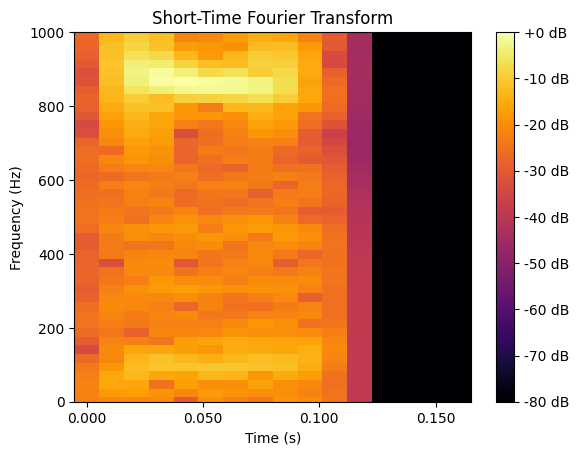 Short-Time Fourier Transform
1000
800
600
400
200
0
Frequency (Hz)
0.000
0.050
0.100
0.150
Time (s)
+0 dB
-10 dB
-20 dB
-30 dB
-40 dB
-50 dB
-60 dB
-70 dB
-80 dB